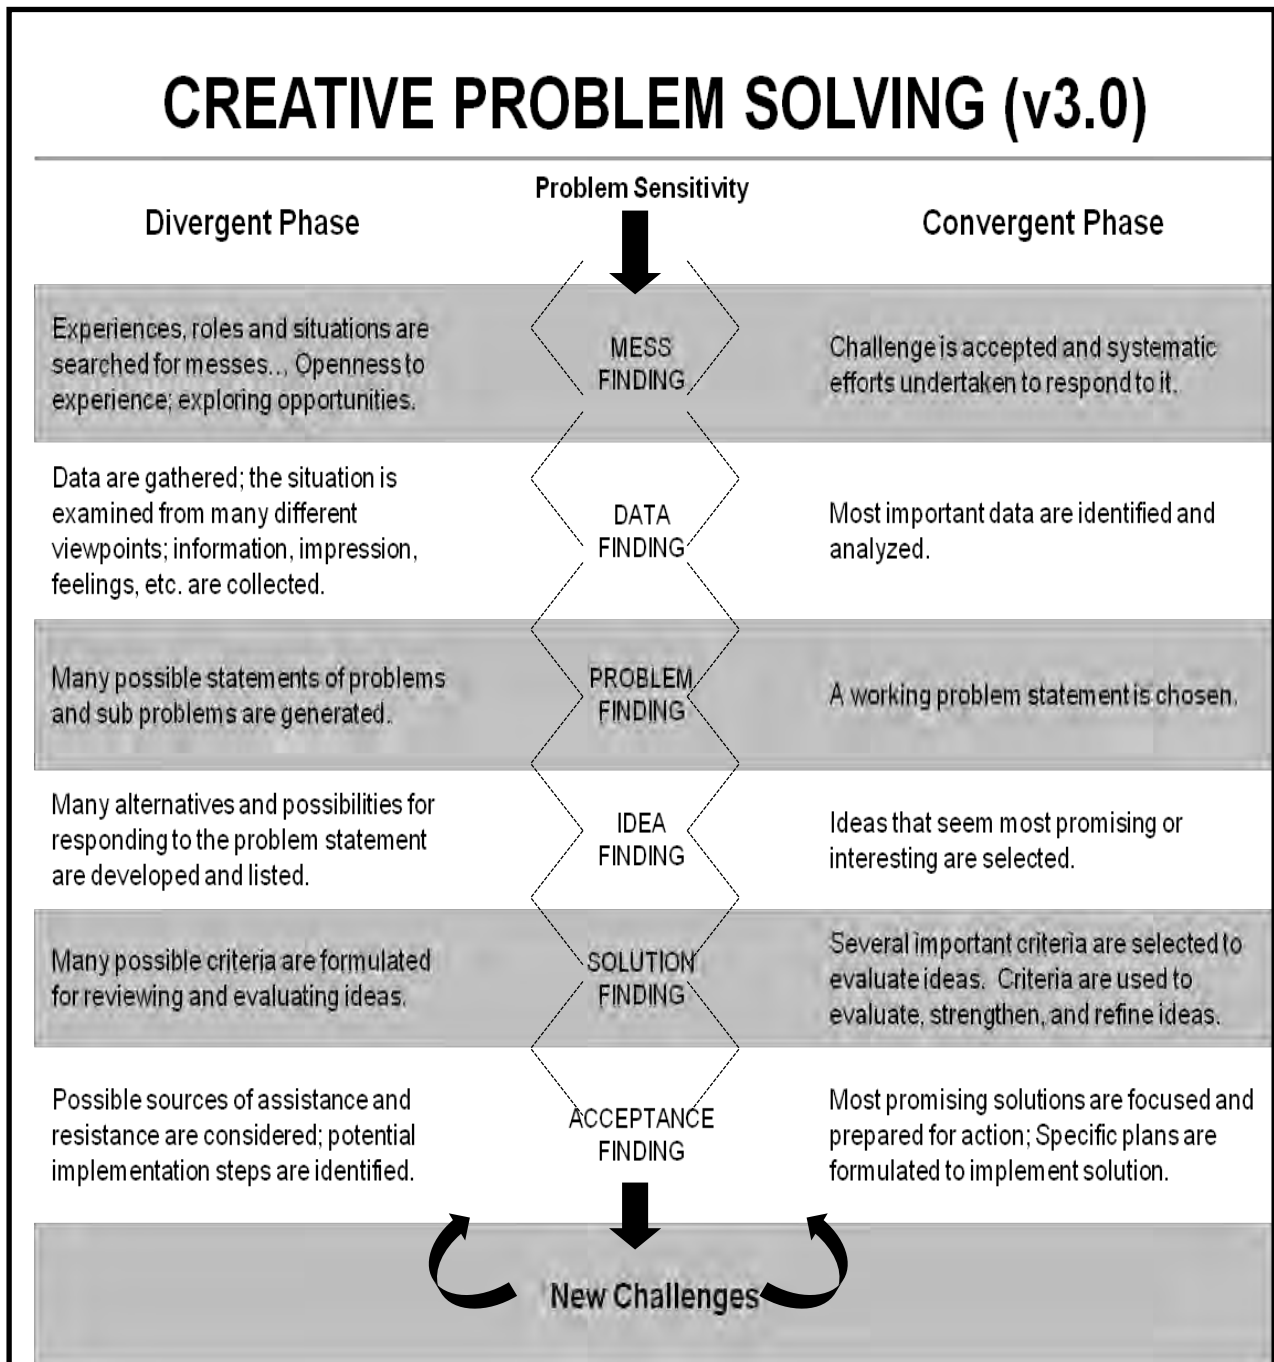 CREATIVE PROBLEM SOLVING (v3.0)
Problem Sensitivity
Divergent Phase
Convergent Phase
Experiences, roles and situations are
searched for messes.., Openness to
experience; exploring opportunities.
MESS
FINDING
Challenge is accepted and systematic
efforts undertaken to respond to it.
Data are gathered; the situation is
examined from many different
viewpoints; information, impression,
feelings, etc. are collected.
DATA
FINDING
Most important data are identified and
analyzed.
Many possible statements of problems
and sub problems are generated.
PROBLEM
FINDING
A working problem statement is chosen.
Many alternatives and possibilities for
responding to the problem statement
are developed and listed.
IDEA
FINDING
Ideas that seem most promising or
interesting are selected.
Many possible criteria are formulated
for reviewing and evaluating ideas.
SOLUTION
FINDING
Several important criteria are selected to
evaluate ideas. Criteria are used to
evaluate, strengthen, and refine ideas.
Possible sources of assistance and
resistance are considered; potential
implementation steps are identified.
ACCEPTANCE
FINDING
Most promising solutions are focused and
prepared for action; Specific plans are
formulated to implement solution.
New Challenges